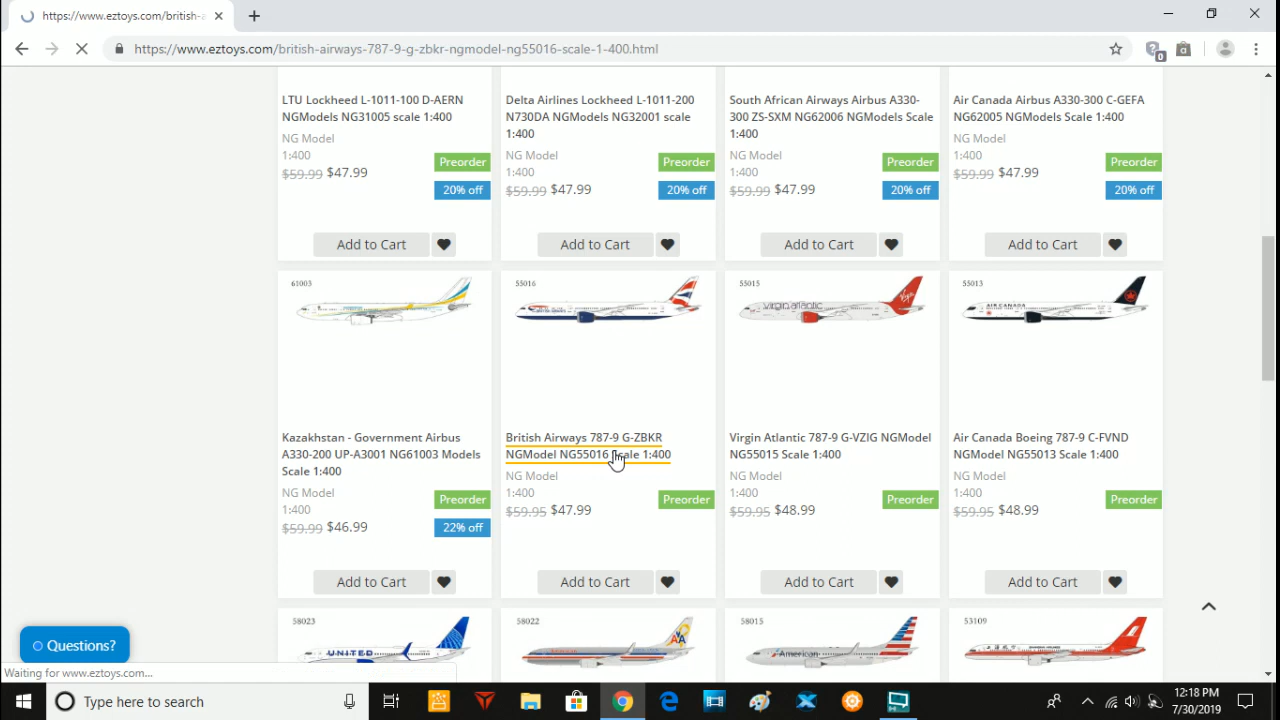 https://www.eztoys.com/british-a
https://www.eztoys.com/british-airways-787-9-g-zbkr-ngmodel-ng55016-scale-1-400.html
0
LTU Lockheed L-1011-100 D-AERN
NGModels NG31005 scale 1:400
NG Model
1:400
$59.99 $47.99
Preorder
20% off
Add to Cart
Delta Airlines Lockheed L-1011-200
N730DA NGModels NG32001 scale
1:400
NG Model
1:400
$59.99 $47.99
Preorder
20% off
Add to Cart
South African Airways Airbus A330-
300 ZS-SXM NG62006 NGModels Scale
1:400
NG Model
1:400
$59.99 $47.99
Preorder
20% off
Add to Cart
Air Canada Airbus A330-300 C-GEFA
NG62005 NGModels Scale 1:400
NG Model
1:400
$59.99 $47.99
Preorder
20% off
Add to Cart
61003
Kazakhstan - Government Airbus
A330-200 UP-A3001 NG61003 Models
Scale 1:400
NG Model
1:400
$59.99 $46.99
Preorder
22% off
Add to Cart
55016
British Airways 787-9 G-ZBKR
NGModel NG55016 Scale 1:400
NG Model
1:400
$59.95 $47.99
Preorder
Add to Cart
55015
virgin atlantic
Virgin Atlantic 787-9 G-VZIG NGModel
NG55015 Scale 1:400
NG Model
1:400
$59.95 $48.99
Preorder
Add to Cart
55013
AIR CANADA
Air Canada Boeing 787-9 C-FVND
NGModel NG55013 Scale 1:400
NG Model
1:400
$59.95 $48.99
Preorder
Add to Cart
58023
UNITED
58022
AA
58015
American
53109
Questions?
Waiting for www.eztoys.com...
Type here to search
12:18 PM
7/30/2019